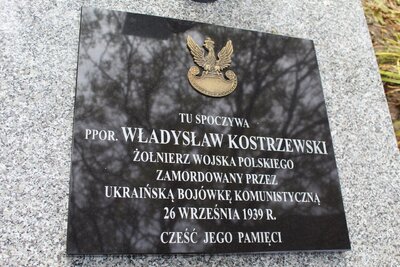 TU SPOCZYWA
PPOR. WŁADYSŁAW KOSTRZEWSKI
ŻOŁNIERZ WOJSKA POLSKIEGO
ZAMORDOWANY PRZEZ
UKRAIŃSKĄ BOJÓWKĘ KOMUNISTYCZNĄ
26 WRZEŚNIA 1939 R.
CZEŚĆ JEGO PAMIĘCI